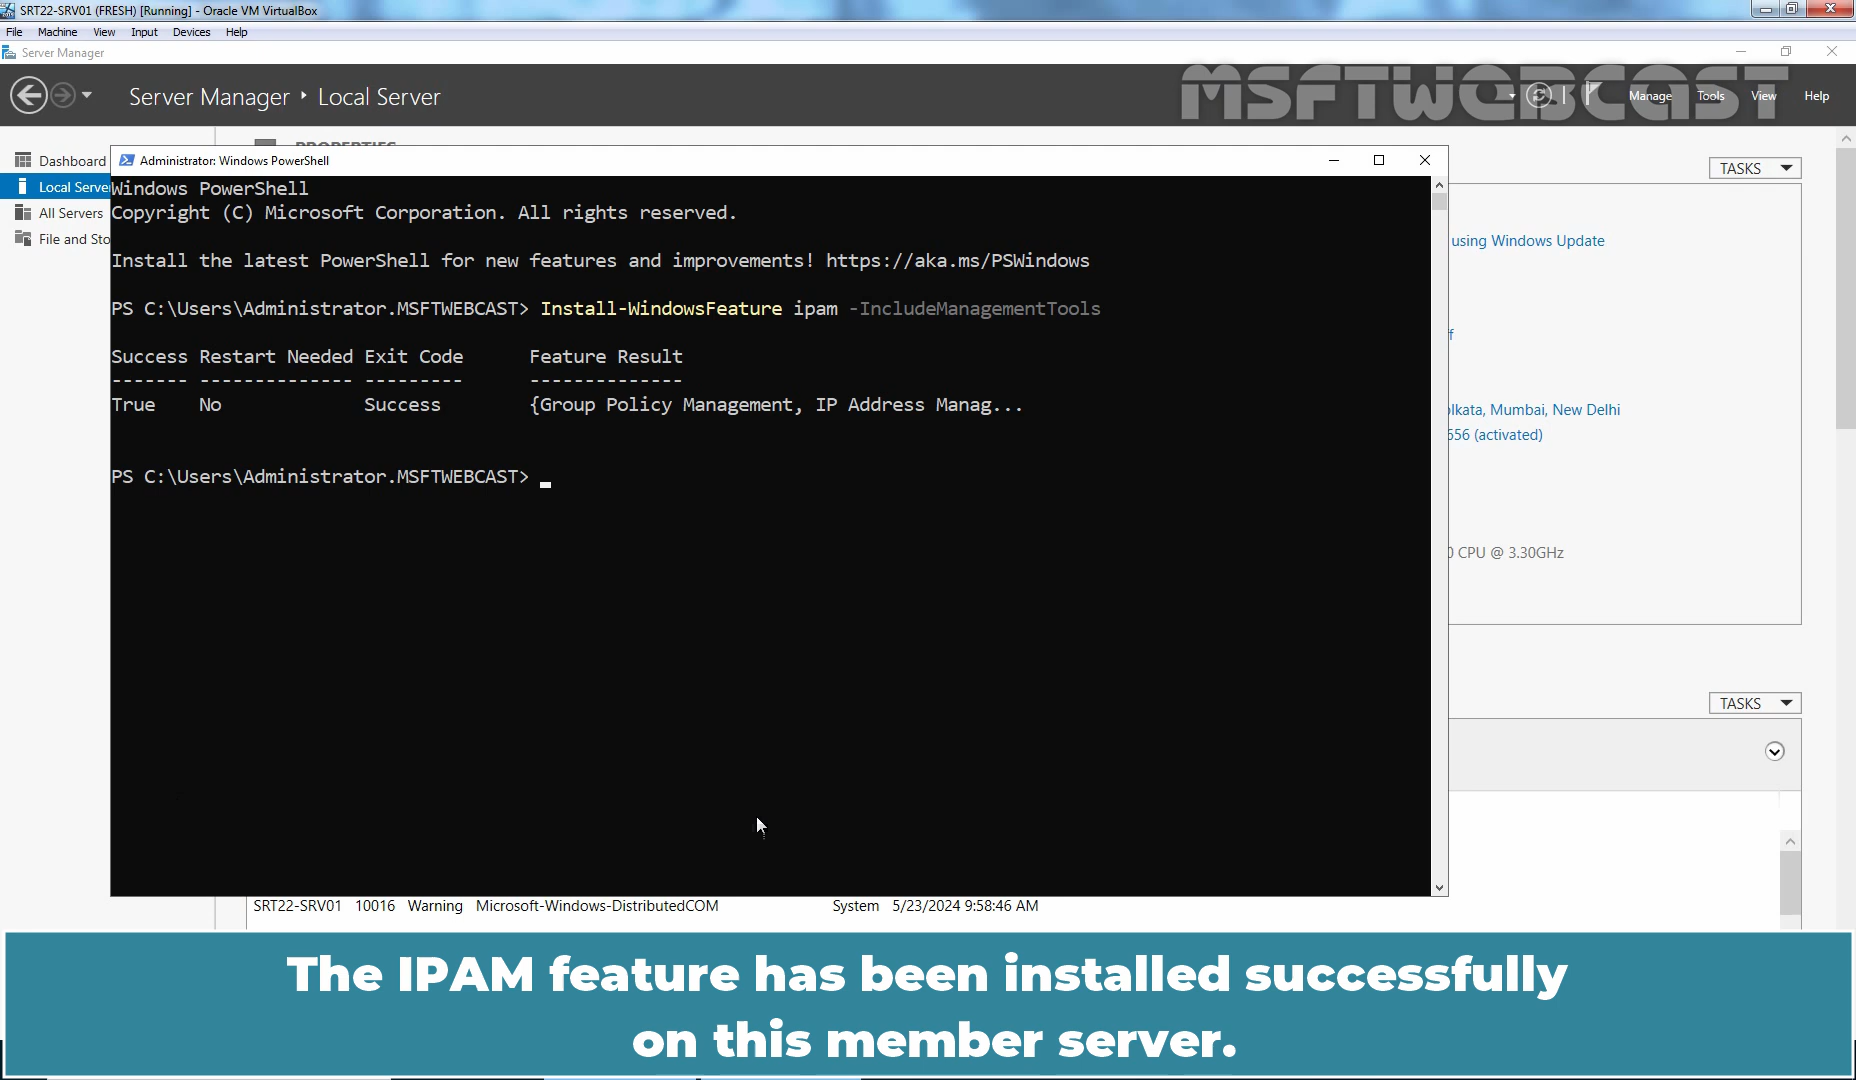 SRT22-SRV01 (FRESH) [Running] - Oracle VM VirtualBox
File Machine View Input Devices Help
Server Manager
Server Manager ‣ Local Server
MSFTWEBCAST
Manage Tools View Help
Dashboard
Local Serve
All Servers
File and Sto
PROPERTIES
TASKS
Administrator: Windows PowerShell
Windows PowerShell
Copyright (C) Microsoft Corporation. All rights reserved.
Install the latest PowerShell for new features and improvements! https://aka.ms/PSWindows
PS C:\Users\Administrator.MSFTWEBCAST> Install-WindowsFeature ipam -IncludeManagementTools
Success Restart Needed Exit Code Feature Result
------- -------------- --------- --------------
True No Success {Group Policy Management, IP Address Manag...
PS C:\Users\Administrator.MSFTWEBCAST>
using Windows Update
f
lkata, Mumbai, New Delhi
656 (activated)
0 CPU @ 3.30GHz
TASKS
SRT22-SRV01 10016 Warning Microsoft-Windows-DistributedCOM System 5/23/2024 9:58:46 AM
The IPAM feature has been installed successfully
on this member server.